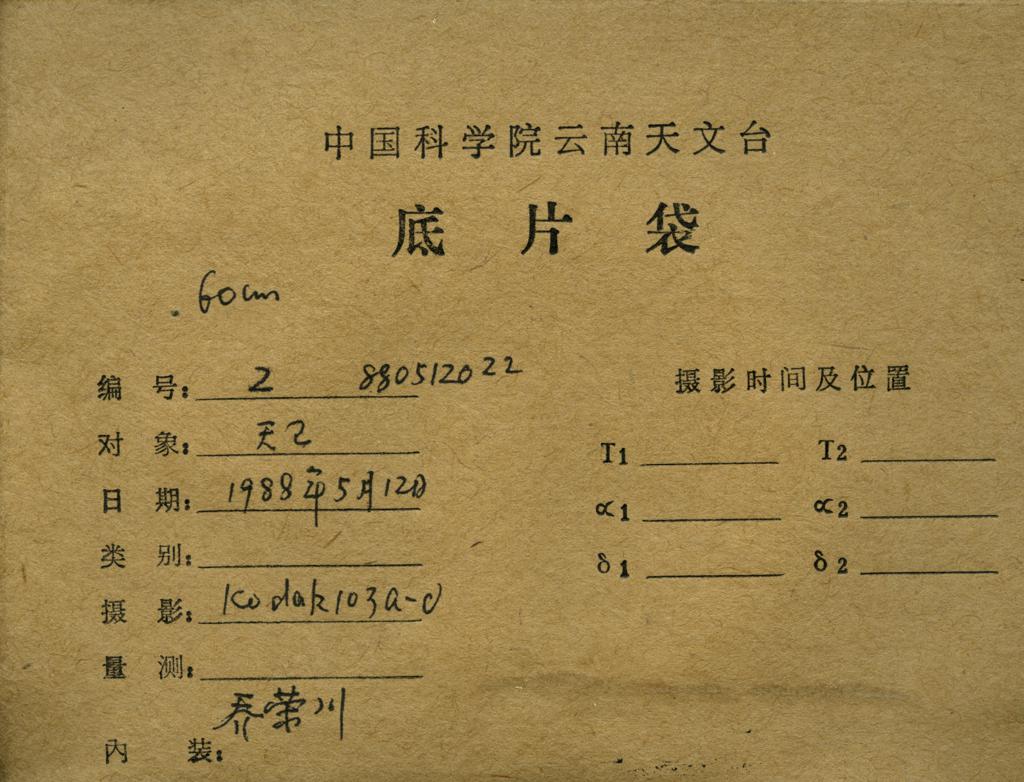 中国科学院云南天文台
底片袋
60cm
编号: 2 880512022
摄影时间及位置
对象: 天卫
T1 T2
日期: 1988年5月12日
α1 α2
类别:
δ1 δ2
摄影: Kodak103a-O
量测:
乔荣川
内装: